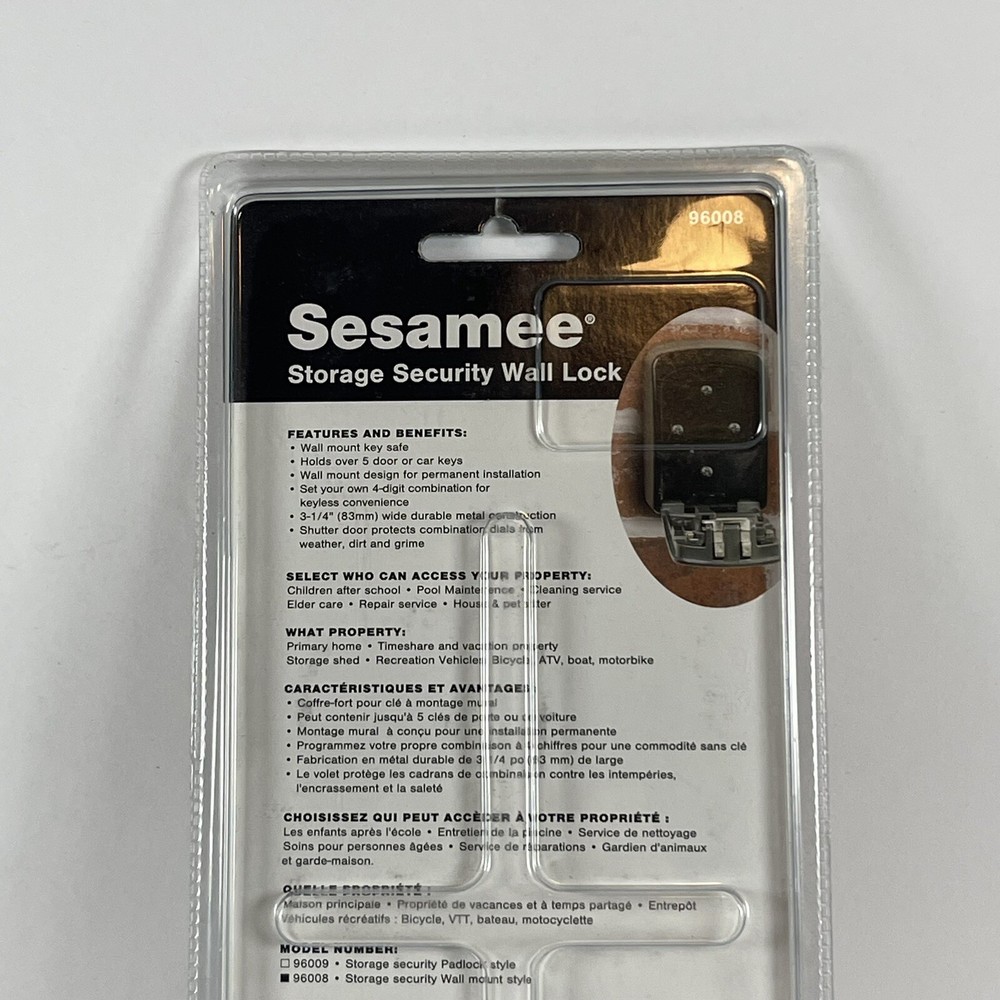 96008
Sesamee®
Storage Security Wall Lock
FEATURES AND BENEFITS:
• Wall mount key safe
• Holds over 5 door or car keys
• Wall mount design for permanent installation
• Set your own 4-digit combination for
keyless convenience
• 3-1/4" (83mm) wide durable metal construction
• Shutter door protects combination dials from
weather, dirt and grime
SELECT WHO CAN ACCESS YOUR PROPERTY:
Children after school • Pool Maintenence • Cleaning service
Elder care • Repair service • House & pet sitter
WHAT PROPERTY:
Primary home • Timeshare and vacation property
Storage shed • Recreation Vehicles: Bicycle, ATV, boat, motorbike
CARACTÉRISTIQUES ET AVANTAGES:
• Coffre-fort pour clé à montage mural
• Peut contenir jusqu'à 5 clés de porte ou de voiture
• Montage mural à conçu pour une installation permanente
• Programmez votre propre combinaison à 4 chiffres pour une commodité sans clé
• Fabrication en métal durable de 3 1/4 po (83 mm) de large
• Le volet protège les cadrans de combinaison contre les intempéries,
l'encrassement et la saleté
CHOISISSEZ QUI PEUT ACCÈDER À VOTRE PROPRIÉTÉ :
Les enfants après l'école • Entretien de la piscine • Service de nettoyage
Soins pour personnes âgées • Service de réparations • Gardien d'animaux
et garde-maison.
QUELLE PROPRIÉTÉ :
Maison principale • Propriété de vacances et à temps partagé • Entrepôt
Véhicules récréatifs : Bicycle, VTT, bateau, motocyclette
MODEL NUMBER:
☐ 96009 • Storage security Padlock style
■ 96008 • Storage security Wall mount style